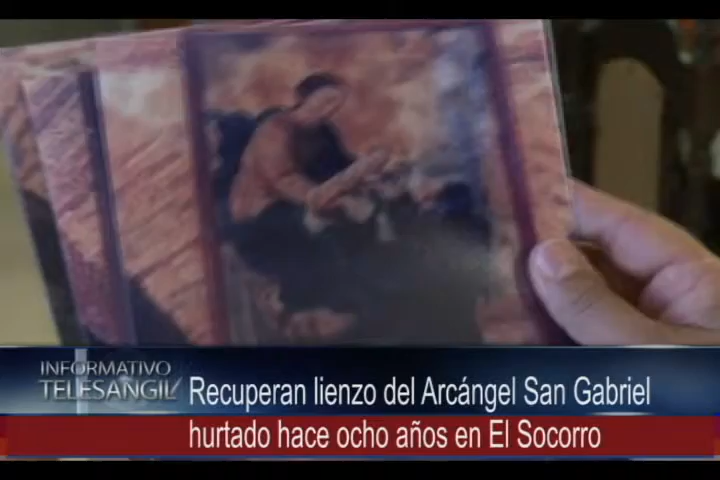 INFORMATIVO
TELESANGIL
Recuperan lienzo del Arcángel San Gabriel
hurtado hace ocho años en El Socorro